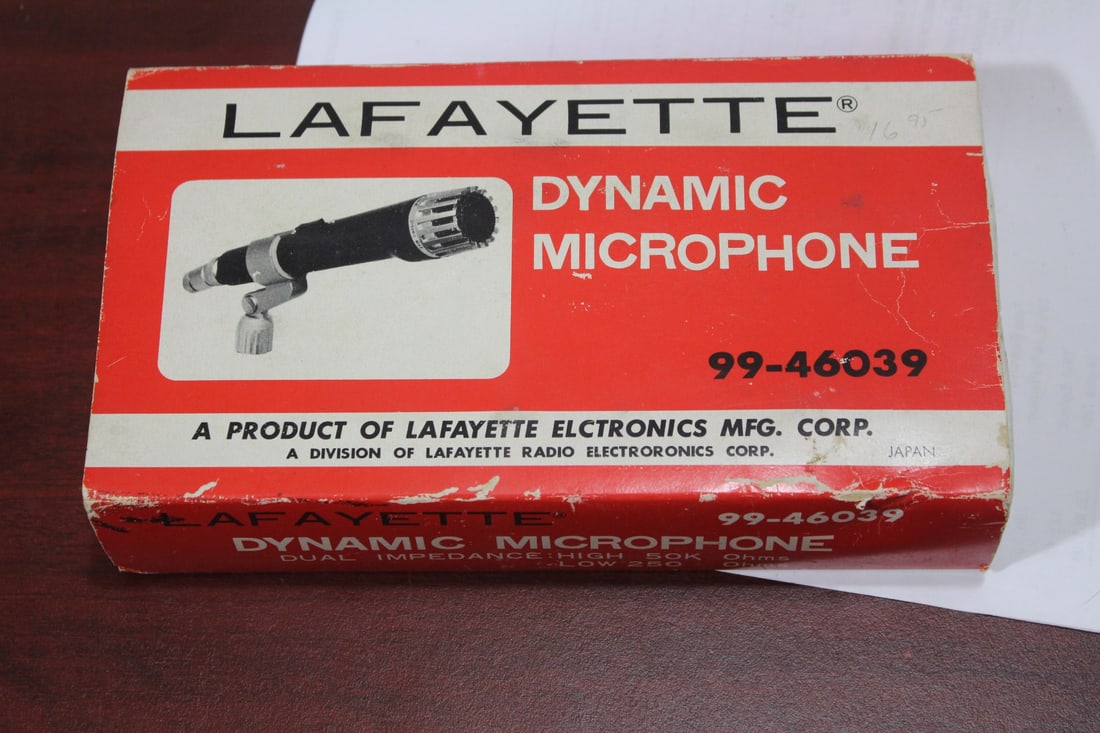 LAFAYETTE®
16 95
DYNAMIC
MICROPHONE
99-46039
A PRODUCT OF LAFAYETTE ELCTRONICS MFG. CORP.
A DIVISION OF LAFAYETTE RADIO ELECTRORONICS CORP.
JAPAN
LAFAYETTE®
99-46039
DYNAMIC MICROPHONE
DUAL IMPEDANCE: HIGH 50K Ohms
LOW 250 Ohms